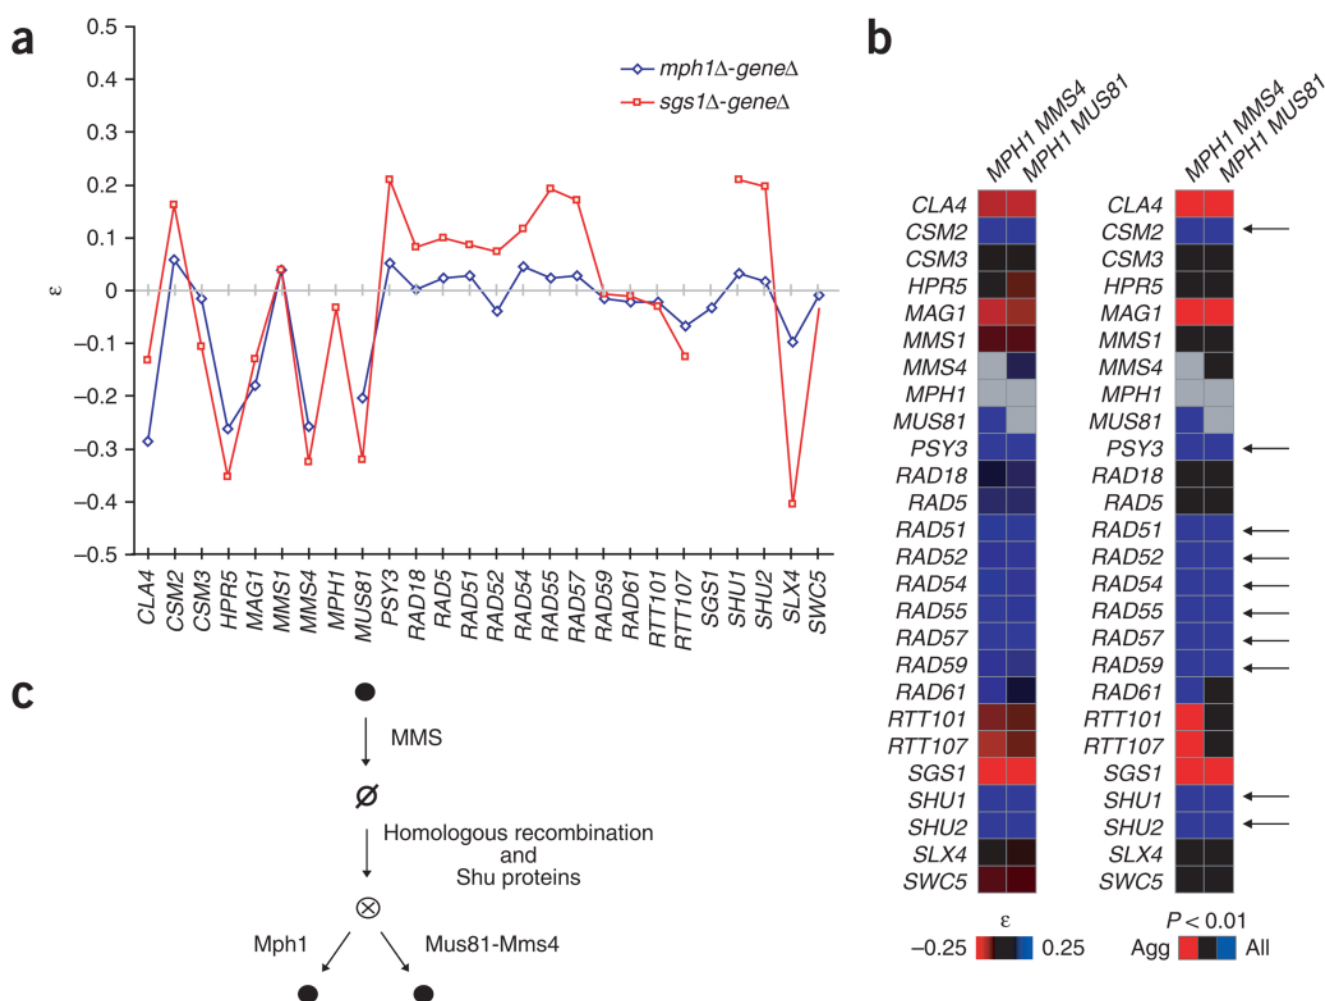 a
0.5
0.4
0.3
0.2
0.1
0
–0.1
–0.2
–0.3
–0.4
–0.5
ε
mph1Δ-geneΔ
sgs1Δ-geneΔ
CLA4
CSM2
CSM3
HPR5
MAG1
MMS1
MMS4
MPH1
MUS81
PSY3
RAD18
RAD5
RAD51
RAD52
RAD54
RAD55
RAD57
RAD59
RAD61
RTT101
RTT107
SGS1
SHU1
SHU2
SLX4
SWC5
b
MPH1 MMS4
MPH1 MUS81
MPH1 MMS4
MPH1 MUS81
CLA4 CLA4
CSM2 CSM2
CSM3 CSM3
HPR5 HPR5
MAG1 MAG1
MMS1 MMS1
MMS4 MMS4
MPH1 MPH1
MUS81 MUS81
PSY3 PSY3
RAD18 RAD18
RAD5 RAD5
RAD51 RAD51
RAD52 RAD52
RAD54 RAD54
RAD55 RAD55
RAD57 RAD57
RAD59 RAD59
RAD61 RAD61
RTT101 RTT101
RTT107 RTT107
SGS1 SGS1
SHU1 SHU1
SHU2 SHU2
SLX4 SLX4
SWC5 SWC5
ε
–0.25 0.25
P < 0.01
Agg All
c
MMS
Homologous recombination
and
Shu proteins
Mph1 Mus81-Mms4